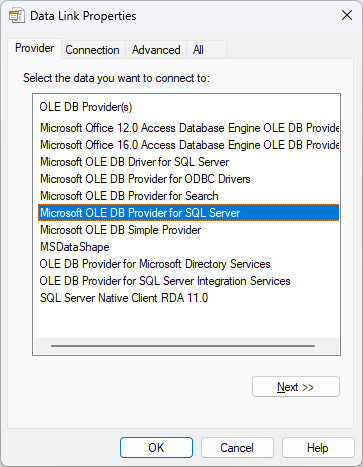 Data Link Properties
Provider Connection Advanced All
Select the data you want to connect to:
OLE DB Provider(s)
Microsoft Office 12.0 Access Database Engine OLE DB Provide
Microsoft Office 16.0 Access Database Engine OLE DB Provide
Microsoft OLE DB Driver for SQL Server
Microsoft OLE DB Provider for ODBC Drivers
Microsoft OLE DB Provider for Search
Microsoft OLE DB Provider for SQL Server
Microsoft OLE DB Simple Provider
MSDataShape
OLE DB Provider for Microsoft Directory Services
OLE DB Provider for SQL Server Integration Services
SQL Server Native Client RDA 11.0
Next >>
OK Cancel Help